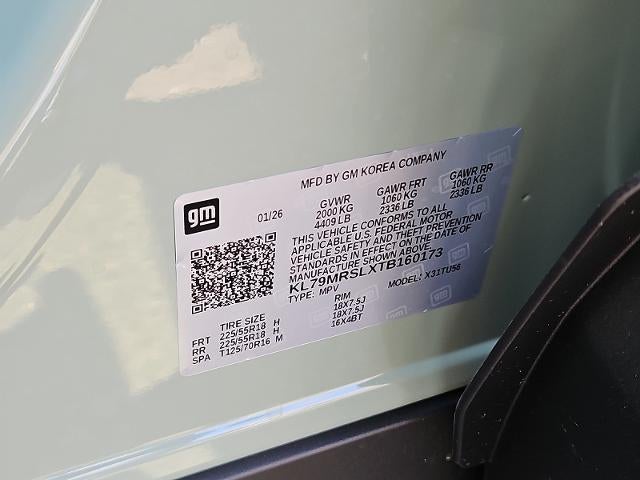 MFD BY GM KOREA COMPANY
gm
01/26
GVWR GAWR FRT GAWR RR
2000 KG 1060 KG 1060 KG
4409 LB 2336 LB 2336 LB
THIS VEHICLE CONFORMS TO ALL
APPLICABLE U.S. FEDERAL MOTOR
VEHICLE SAFETY AND THEFT PREVENTION
STANDARDS IN EFFECT ON THE DATE OF
MANUFACTURE SHOWN ABOVE.
KL79MRSLXTB160173
TYPE: MPV MODEL: X31TU56
TIRE SIZE RIM
FRT 225/55R18 H 18X7.5J
RR 225/55R18 H 18X7.5J
SPA T125/70R16 M 16X4BT